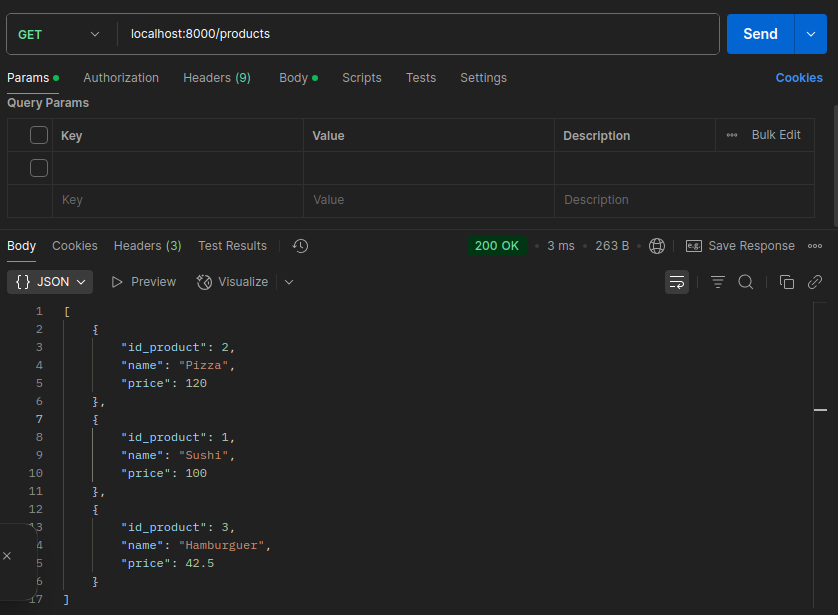 GET localhost:8000/products Send
Params Authorization Headers (9) Body Scripts Tests Settings Cookies
Query Params
Key Value Description Bulk Edit
Key Value Description
Body Cookies Headers (3) Test Results 200 OK 3 ms 263 B e.g. Save Response
{} JSON Preview Visualize
1 [
2 {
3 "id_product": 2,
4 "name": "Pizza",
5 "price": 120
6 },
7 {
8 "id_product": 1,
9 "name": "Sushi",
10 "price": 100
11 },
12 {
13 "id_product": 3,
4 "name": "Hamburguer",
5 "price": 42.5
6 }
17 ]